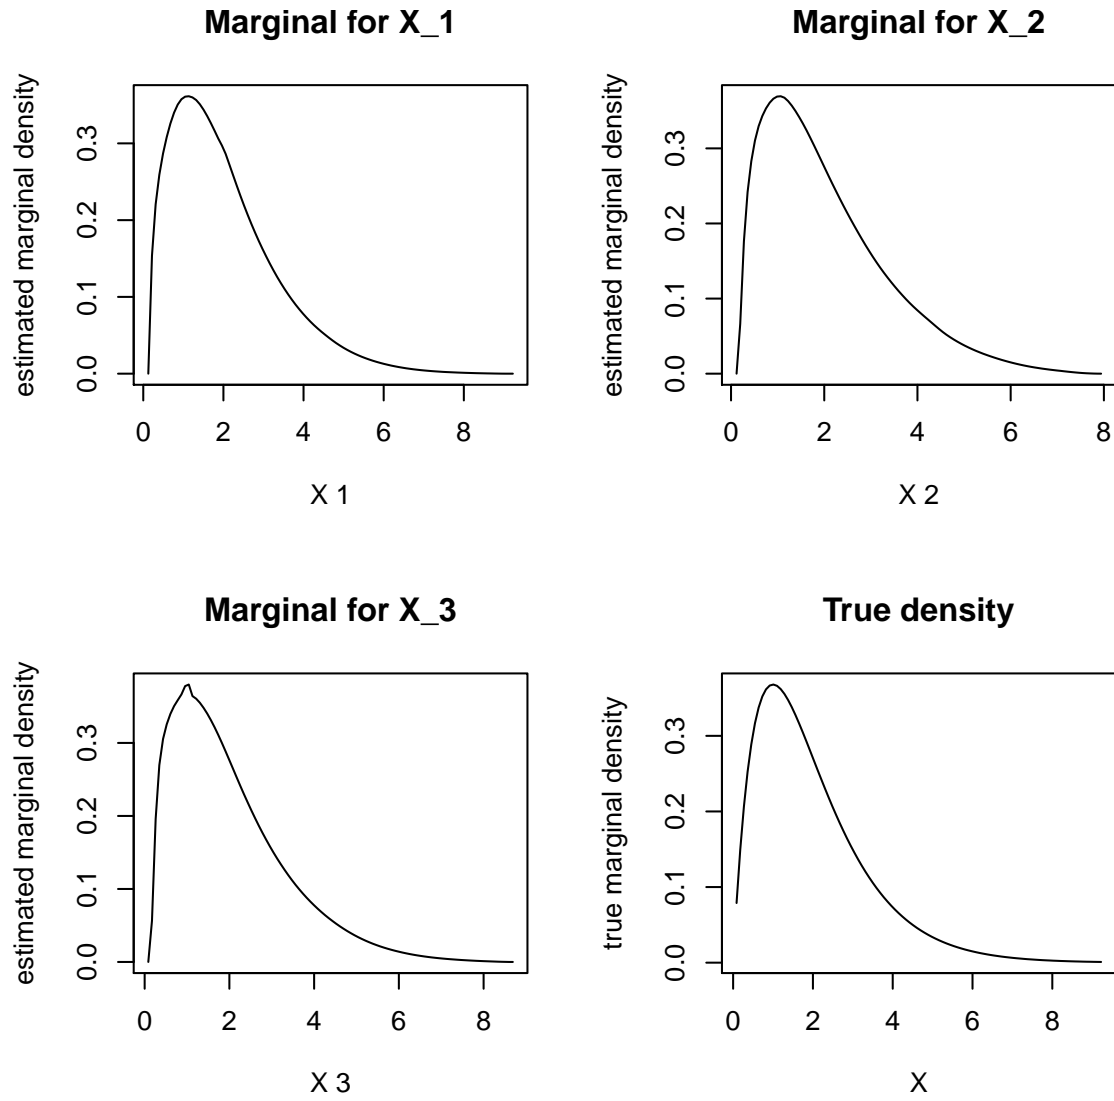 Marginal for X_1
estimated marginal density
0.0 0.1 0.2 0.3
0 2 4 6 8
X 1
Marginal for X_2
estimated marginal density
0.0 0.1 0.2 0.3
0 2 4 6 8
X 2
Marginal for X_3
estimated marginal density
0.0 0.1 0.2 0.3
0 2 4 6 8
X 3
True density
true marginal density
0.0 0.1 0.2 0.3
0 2 4 6 8
X